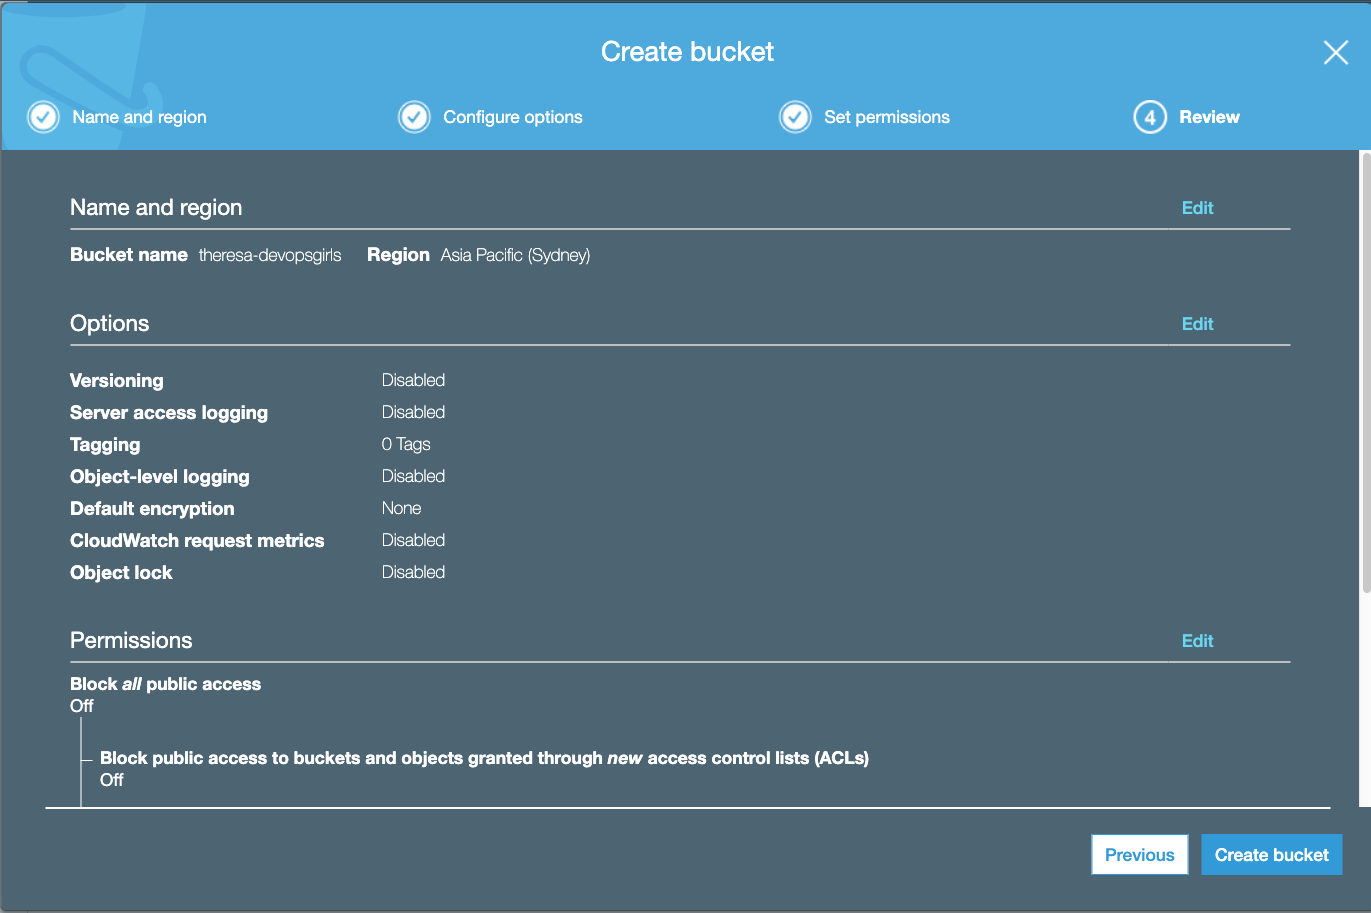 Create bucket
Name and region
Configure options
Set permissions
4 Review
Name and region Edit
Bucket name theresa-devopsgirls Region Asia Pacific (Sydney)
Options Edit
Versioning Disabled
Server access logging Disabled
Tagging 0 Tags
Object-level logging Disabled
Default encryption None
CloudWatch request metrics Disabled
Object lock Disabled
Permissions Edit
Block all public access
Off
Block public access to buckets and objects granted through new access control lists (ACLs)
Off
Previous Create bucket